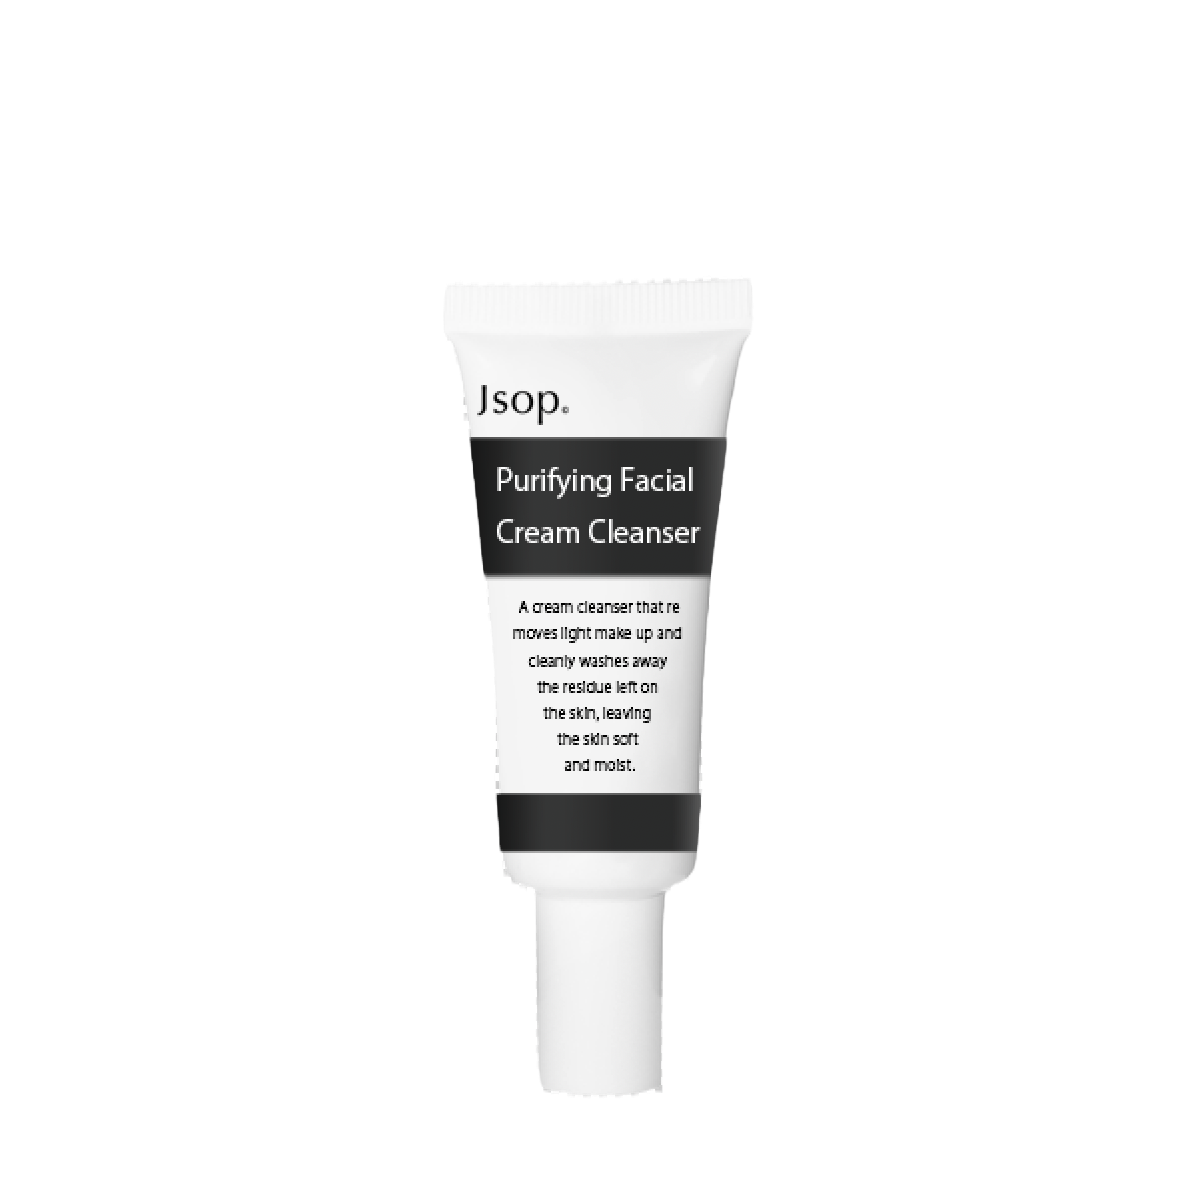 Jsop.©
Purifying Facial
Cream Cleanser
A cream cleanser that re
moves light make up and
cleanly washes away
the residue left on
the skin, leaving
the skin soft
and moist.